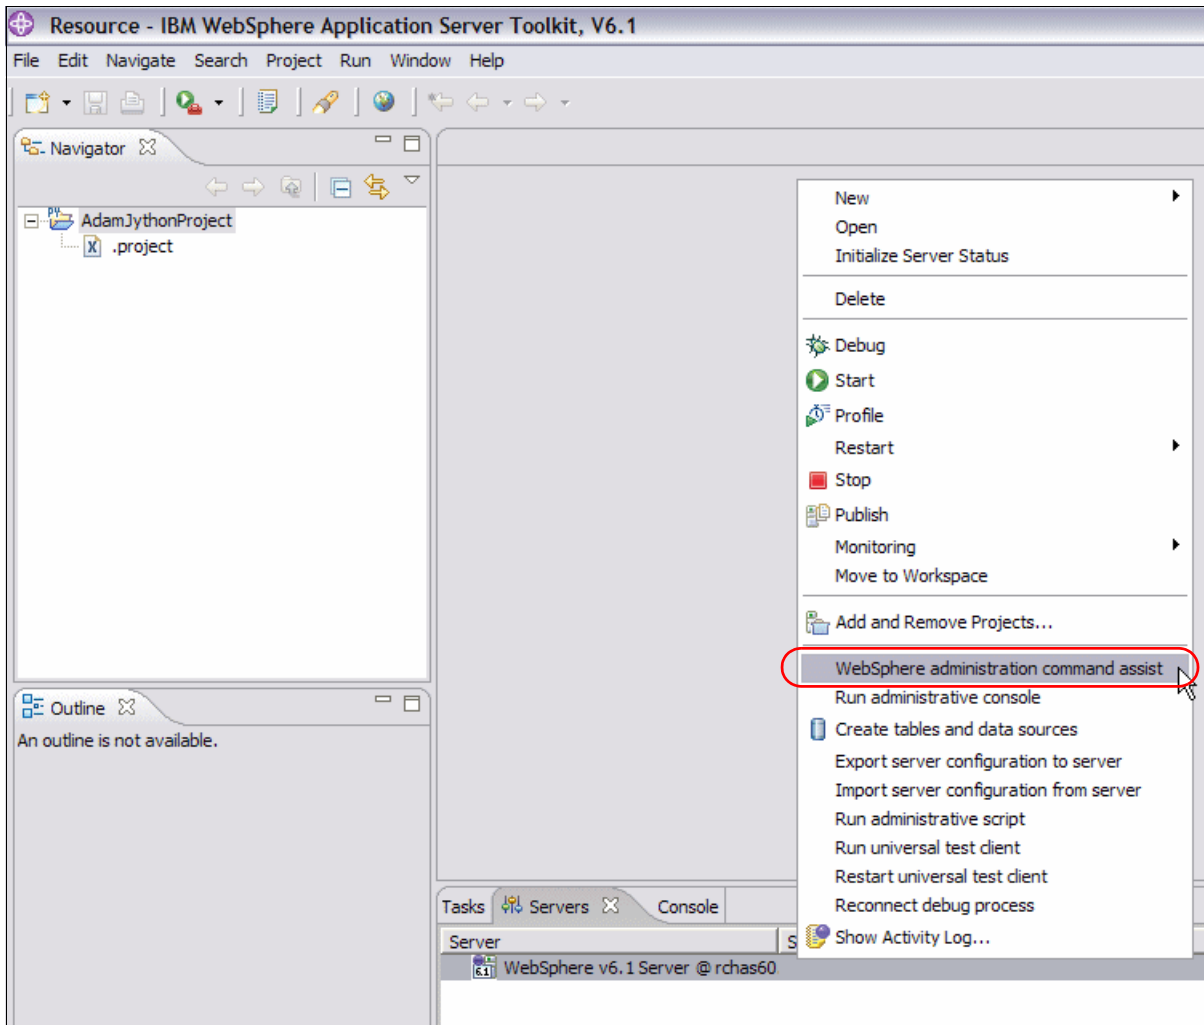 Resource - IBM WebSphere Application Server Toolkit, V6.1
File Edit Navigate Search Project Run Window Help
Navigator
AdamJythonProject
.project
Outline
An outline is not available.
New
Open
Initialize Server Status
Delete
Debug
Start
Profile
Restart
Stop
Publish
Monitoring
Move to Workspace
Add and Remove Projects...
WebSphere administration command assist
Run administrative console
Create tables and data sources
Export server configuration to server
Import server configuration from server
Run administrative script
Run universal test client
Restart universal test client
Reconnect debug process
Show Activity Log...
Tasks Servers Console
Server S
WebSphere v6.1 Server @ rchas60